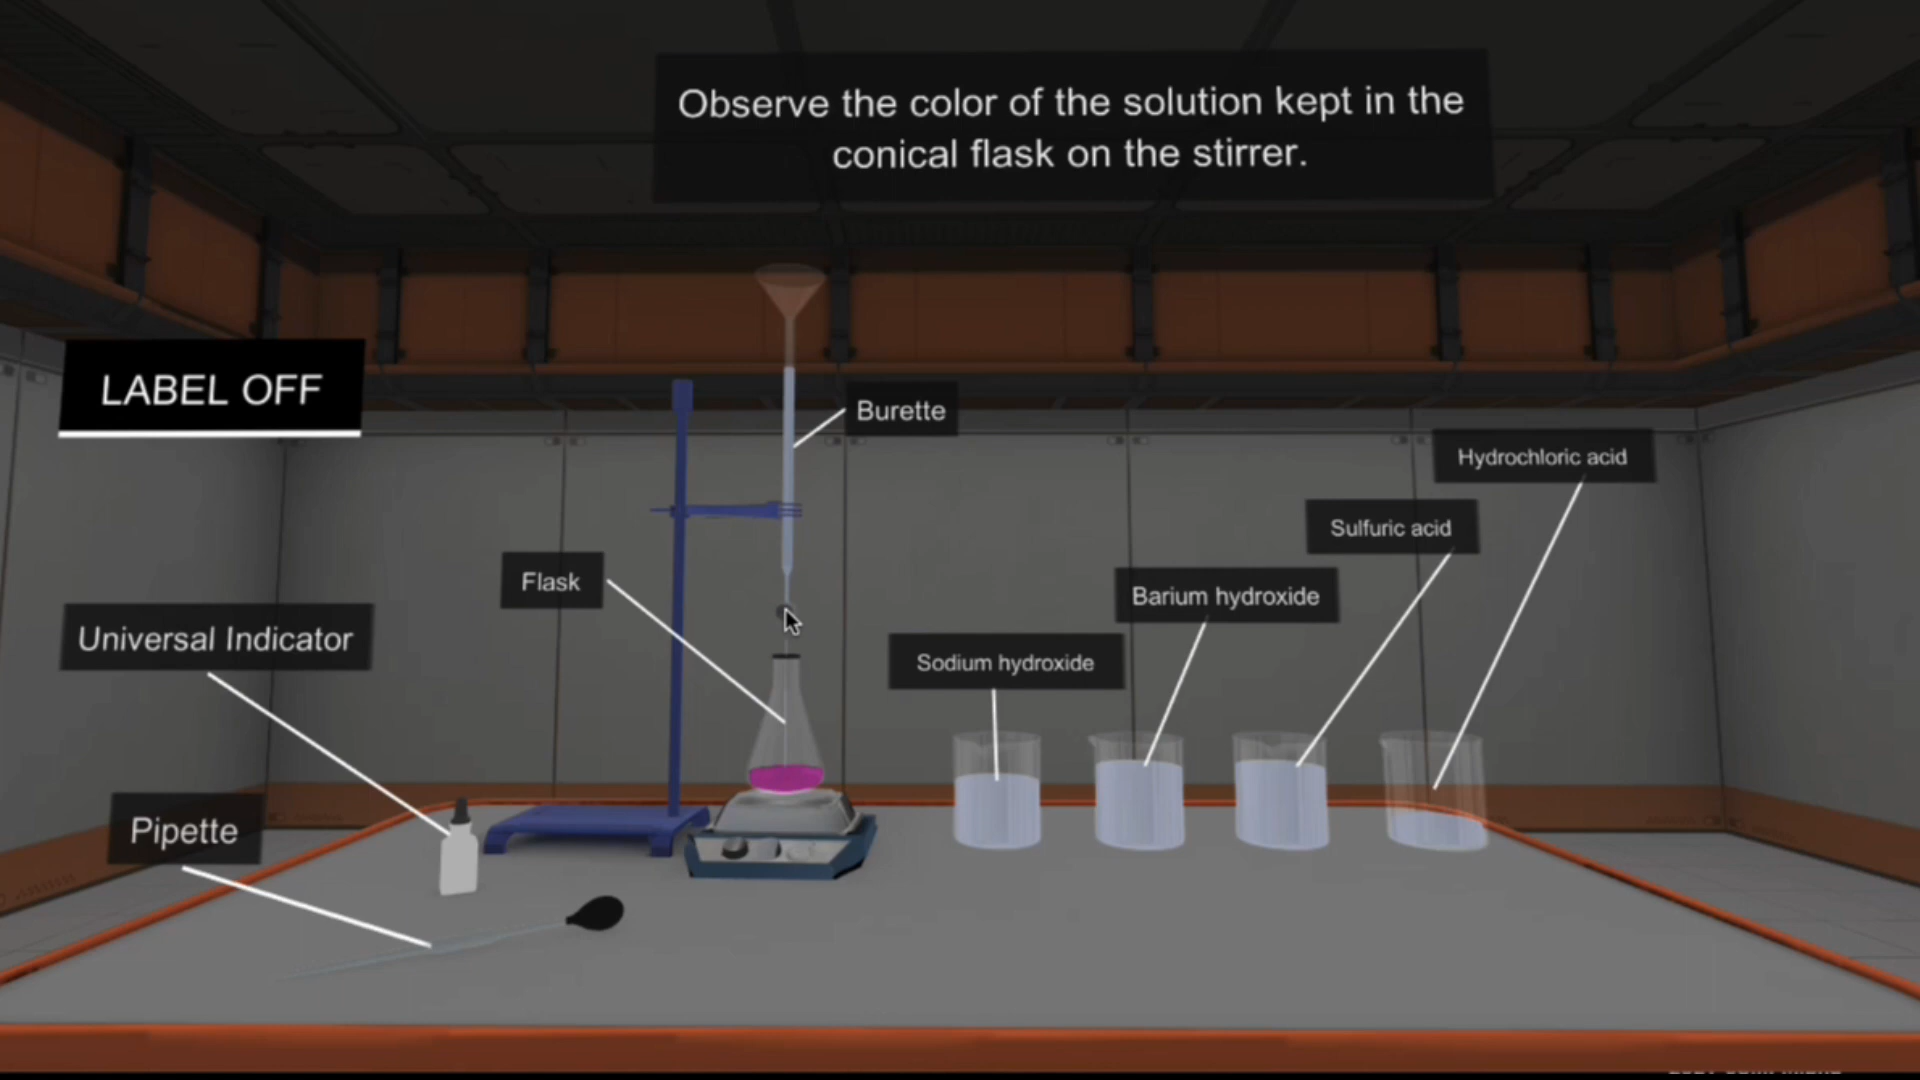 Observe the color of the solution kept in the
conical flask on the stirrer.
LABEL OFF
Burette
Hydrochloric acid
Sulfuric acid
Flask
Barium hydroxide
Universal Indicator
Sodium hydroxide
Pipette